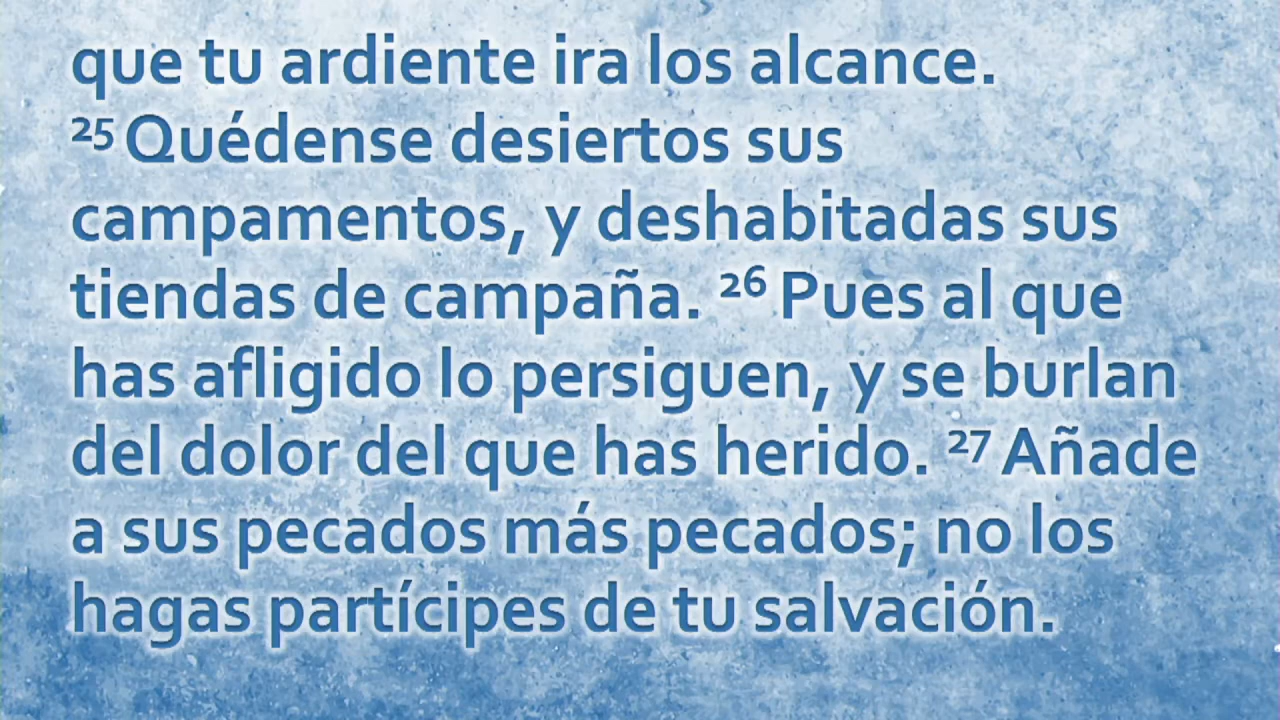 que tu ardiente ira los alcance.
²⁵ Quédense desiertos sus
campamentos, y deshabitadas sus
tiendas de campaña. ²⁶ Pues al que
has afligido lo persiguen, y se burlan
del dolor del que has herido. ²⁷ Añade
a sus pecados más pecados; no los
hagas partícipes de tu salvación.